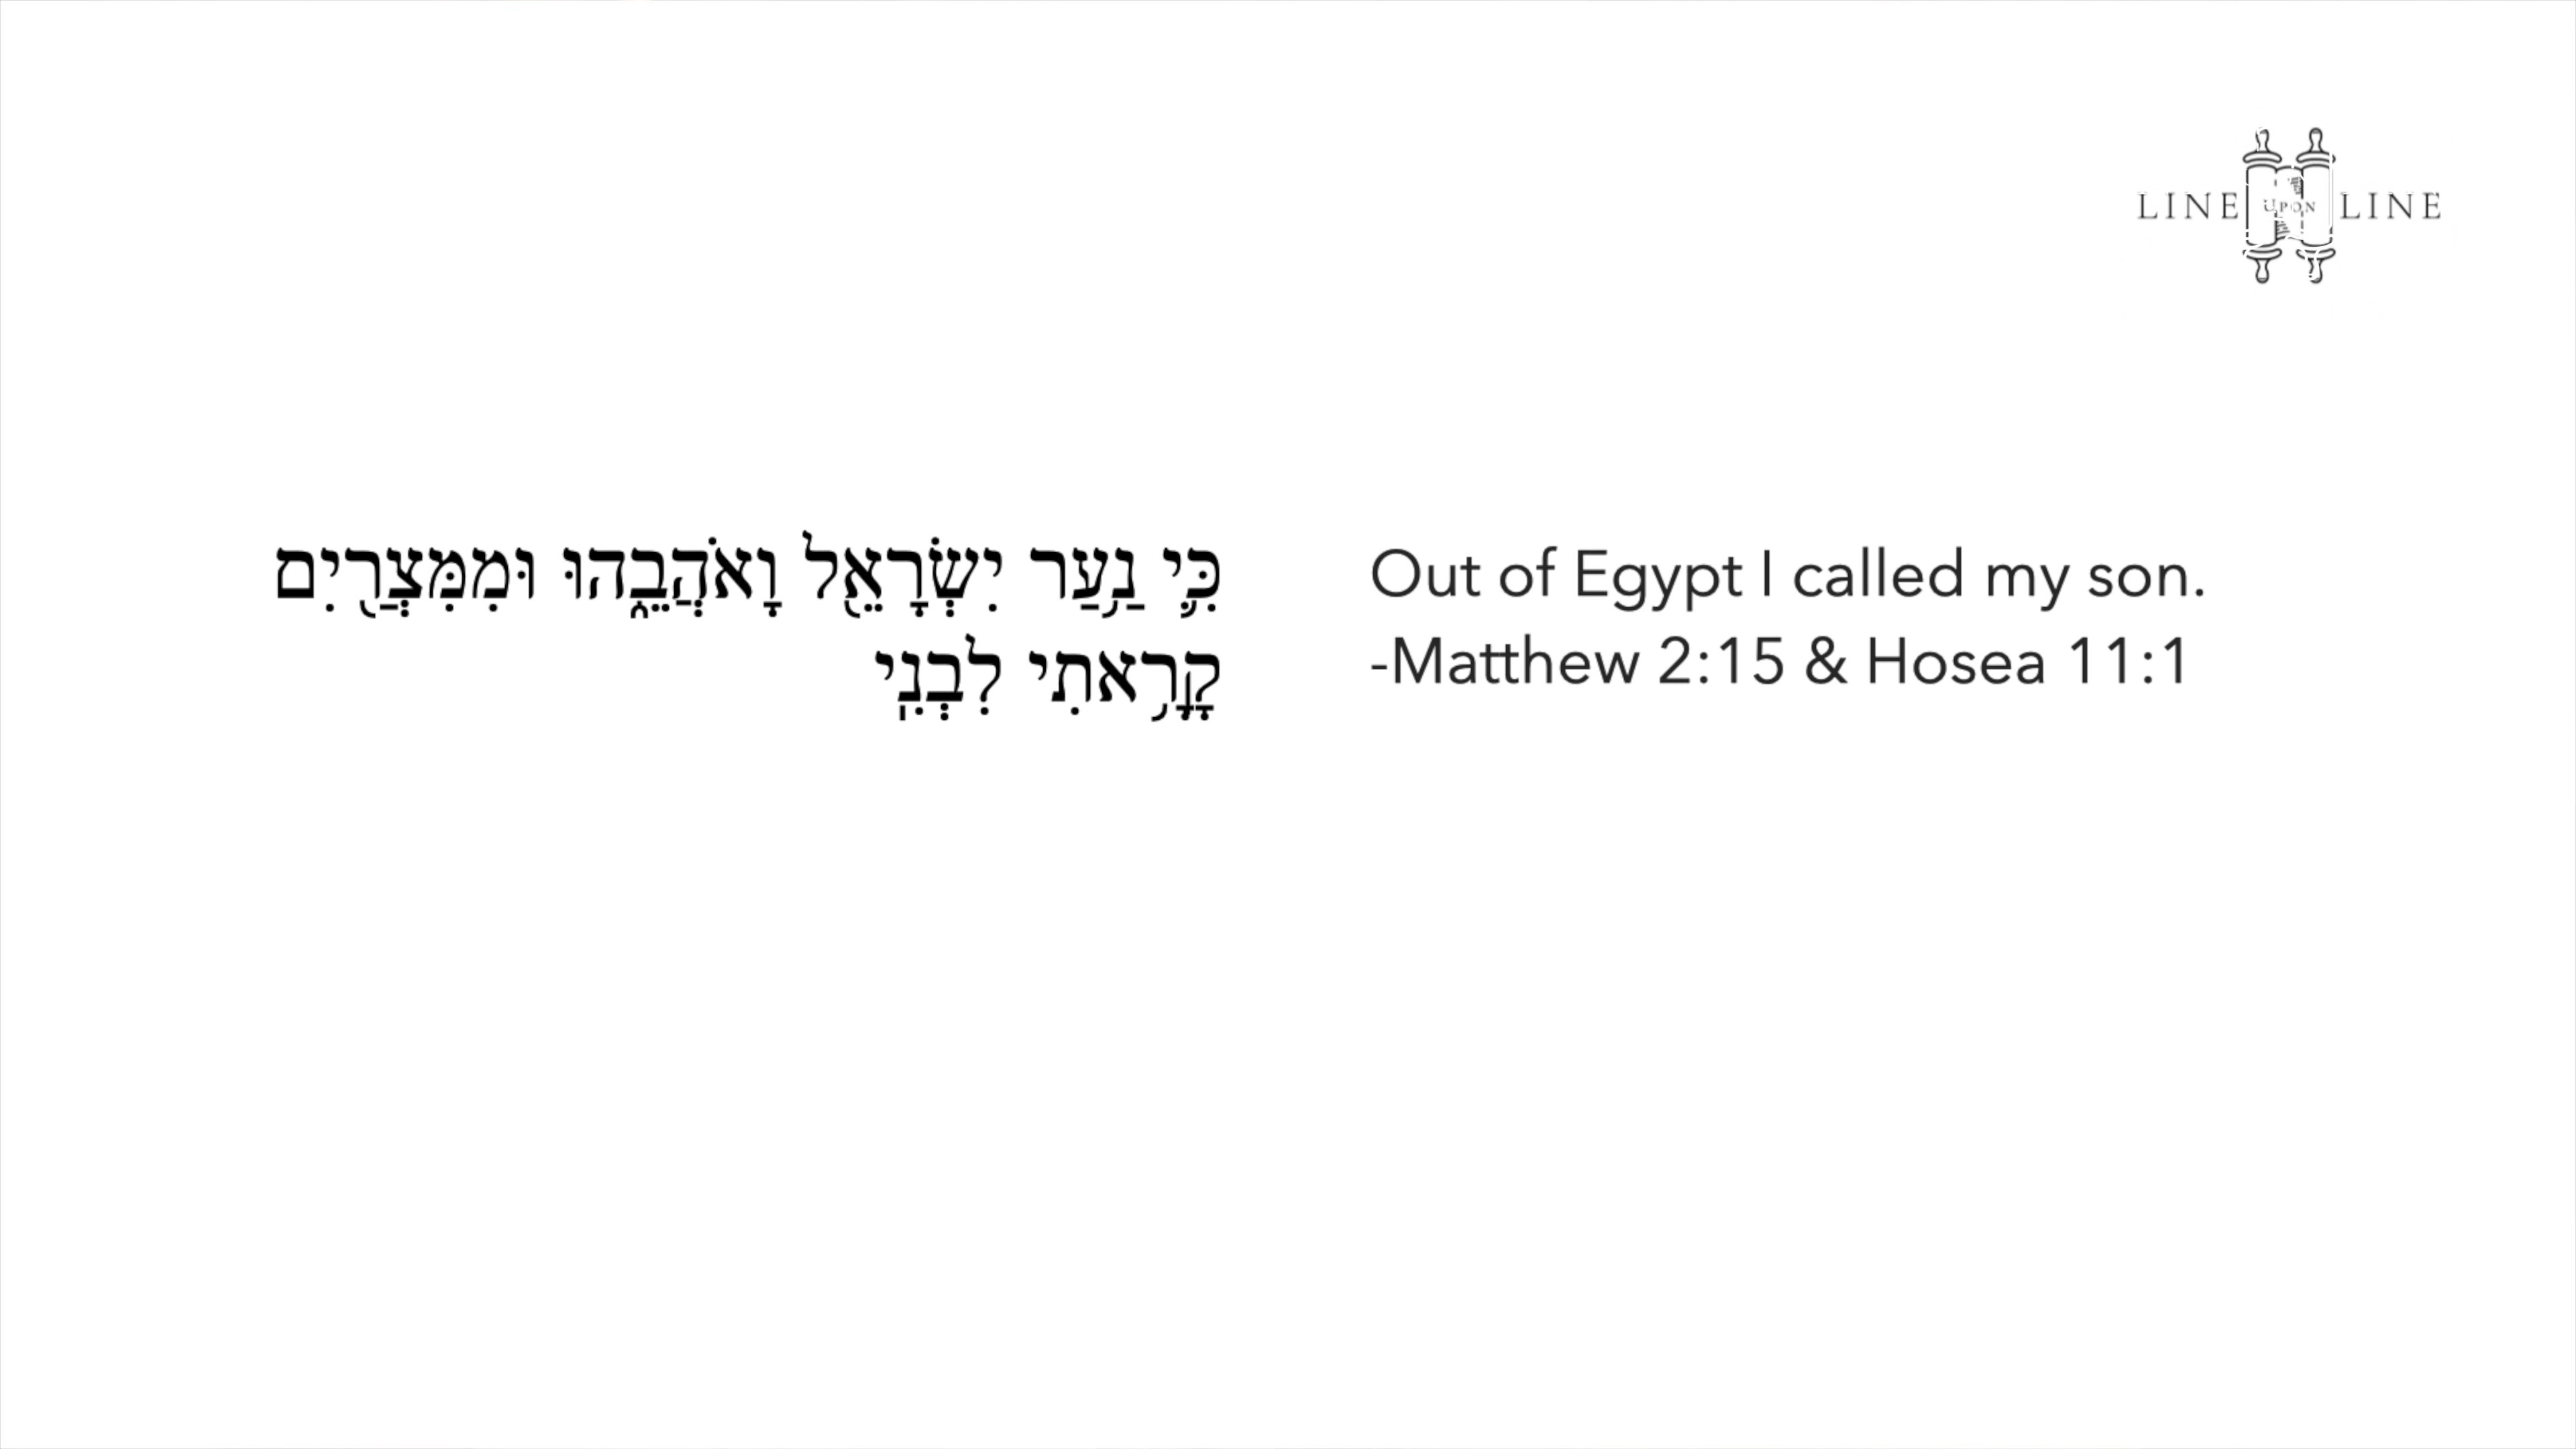 LINE UPON LINE
כִּ֛י נַ֥עַר יִשְׂרָאֵ֖ל וָאֹהֲבֵ֑הוּ וּמִמִּצְרַ֖יִם
קָרָ֥אתִי לִבְנִֽי
Out of Egypt I called my son.
-Matthew 2:15 & Hosea 11:1